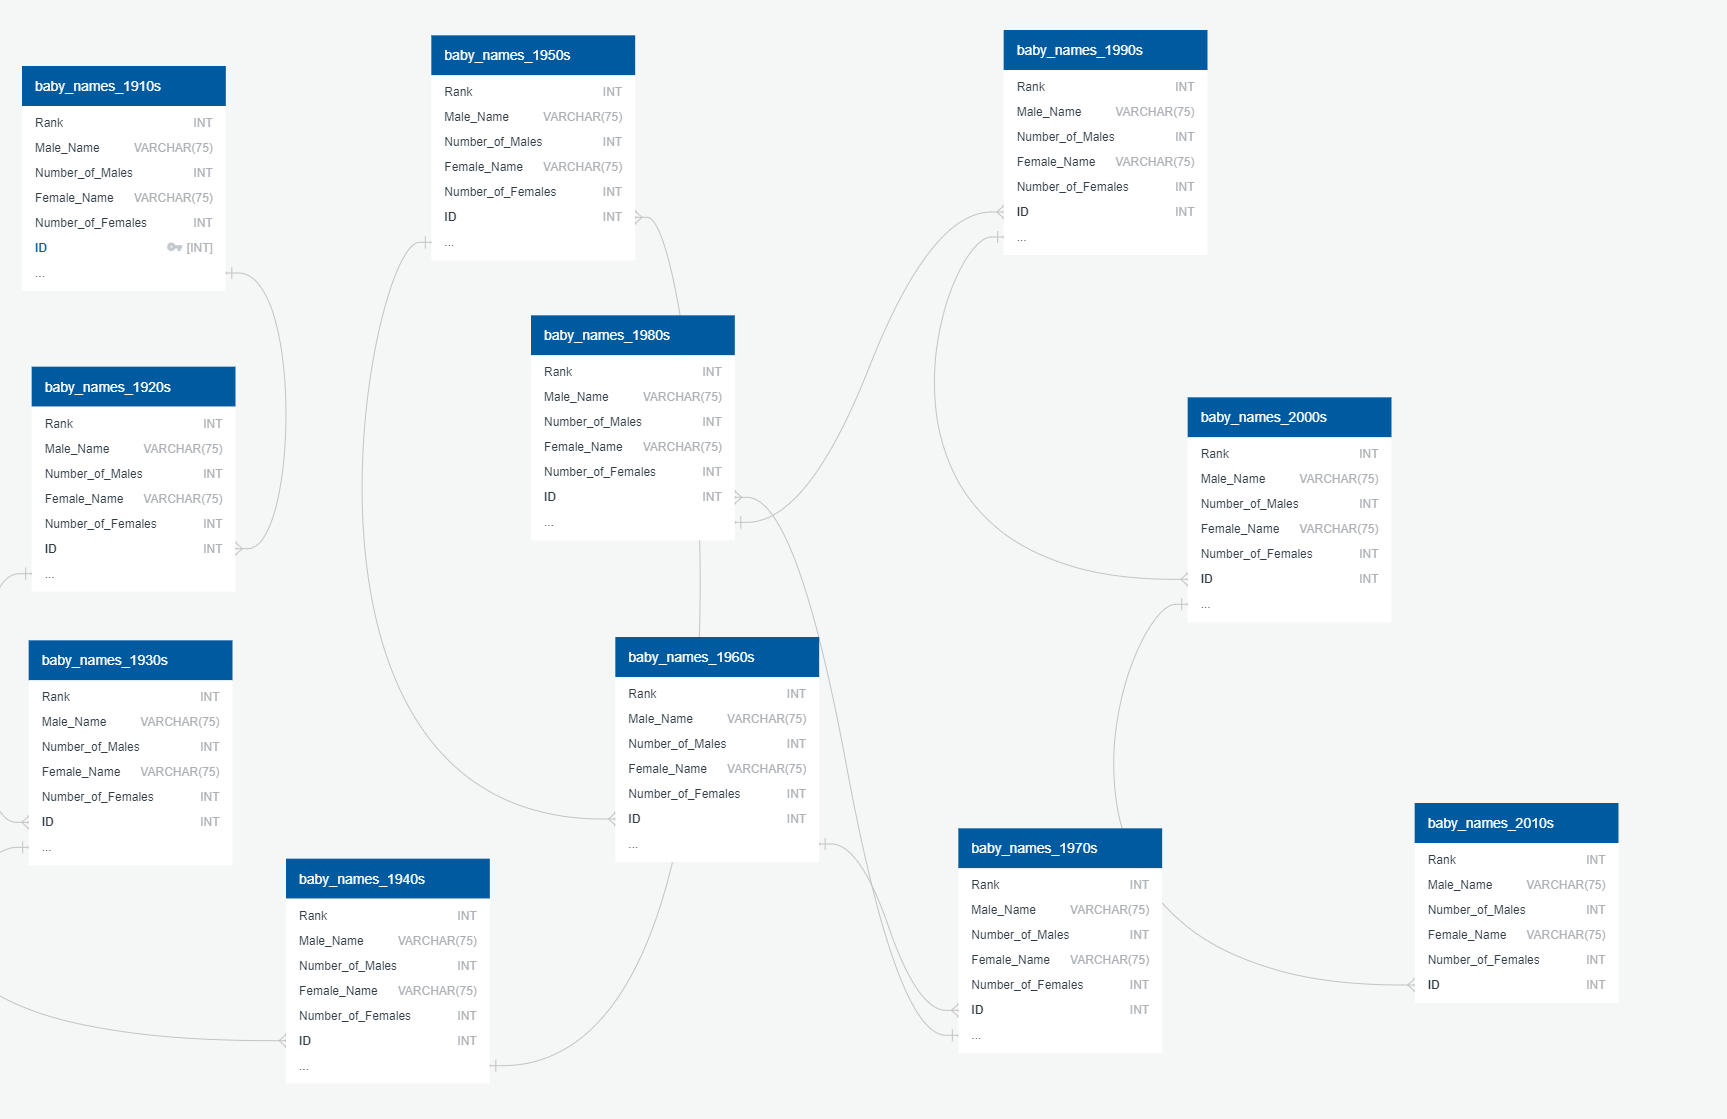 baby_names_1910s
Rank INT
Male_Name VARCHAR(75)
Number_of_Males INT
Female_Name VARCHAR(75)
Number_of_Females INT
ID [INT]
...
baby_names_1920s
Rank INT
Male_Name VARCHAR(75)
Number_of_Males INT
Female_Name VARCHAR(75)
Number_of_Females INT
ID INT
...
baby_names_1930s
Rank INT
Male_Name VARCHAR(75)
Number_of_Males INT
Female_Name VARCHAR(75)
Number_of_Females INT
ID INT
...
baby_names_1940s
Rank INT
Male_Name VARCHAR(75)
Number_of_Males INT
Female_Name VARCHAR(75)
Number_of_Females INT
ID INT
...
baby_names_1950s
Rank INT
Male_Name VARCHAR(75)
Number_of_Males INT
Female_Name VARCHAR(75)
Number_of_Females INT
ID INT
...
baby_names_1980s
Rank INT
Male_Name VARCHAR(75)
Number_of_Males INT
Female_Name VARCHAR(75)
Number_of_Females INT
ID INT
...
baby_names_1960s
Rank INT
Male_Name VARCHAR(75)
Number_of_Males INT
Female_Name VARCHAR(75)
Number_of_Females INT
ID INT
...
baby_names_1990s
Rank INT
Male_Name VARCHAR(75)
Number_of_Males INT
Female_Name VARCHAR(75)
Number_of_Females INT
ID INT
...
baby_names_2000s
Rank INT
Male_Name VARCHAR(75)
Number_of_Males INT
Female_Name VARCHAR(75)
Number_of_Females INT
ID INT
...
baby_names_1970s
Rank INT
Male_Name VARCHAR(75)
Number_of_Males INT
Female_Name VARCHAR(75)
Number_of_Females INT
ID INT
...
baby_names_2010s
Rank INT
Male_Name VARCHAR(75)
Number_of_Males INT
Female_Name VARCHAR(75)
Number_of_Females INT
ID INT